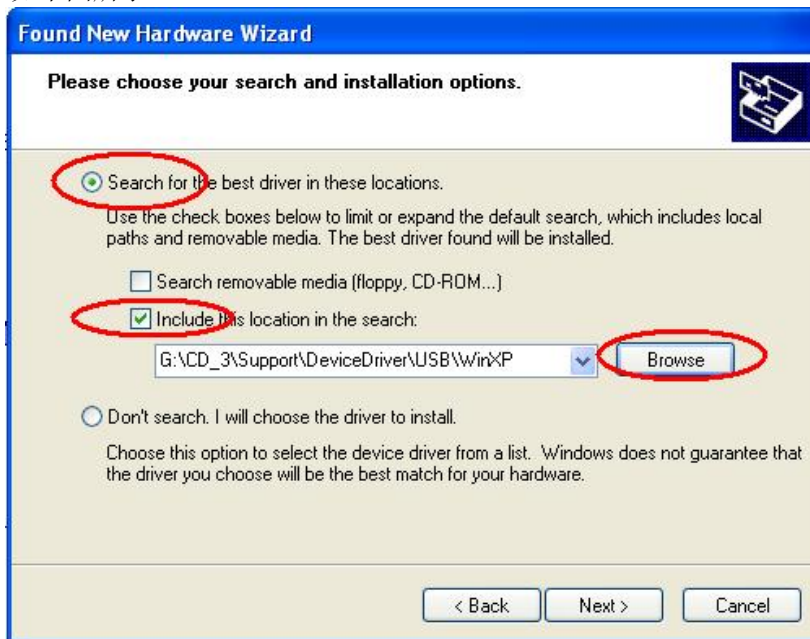 Found New Hardware Wizard
Please choose your search and installation options.
Search for the best driver in these locations.
Use the check boxes below to limit or expand the default search, which includes local
paths and removable media. The best driver found will be installed.
Search removable media (floppy, CD-ROM...)
Include this location in the search:
G:\CD_3\Support\DeviceDriver\USB\WinXP
Browse
Don't search. I will choose the driver to install.
Choose this option to select the device driver from a list. Windows does not guarantee that
the driver you choose will be the best match for your hardware.
< Back Next > Cancel